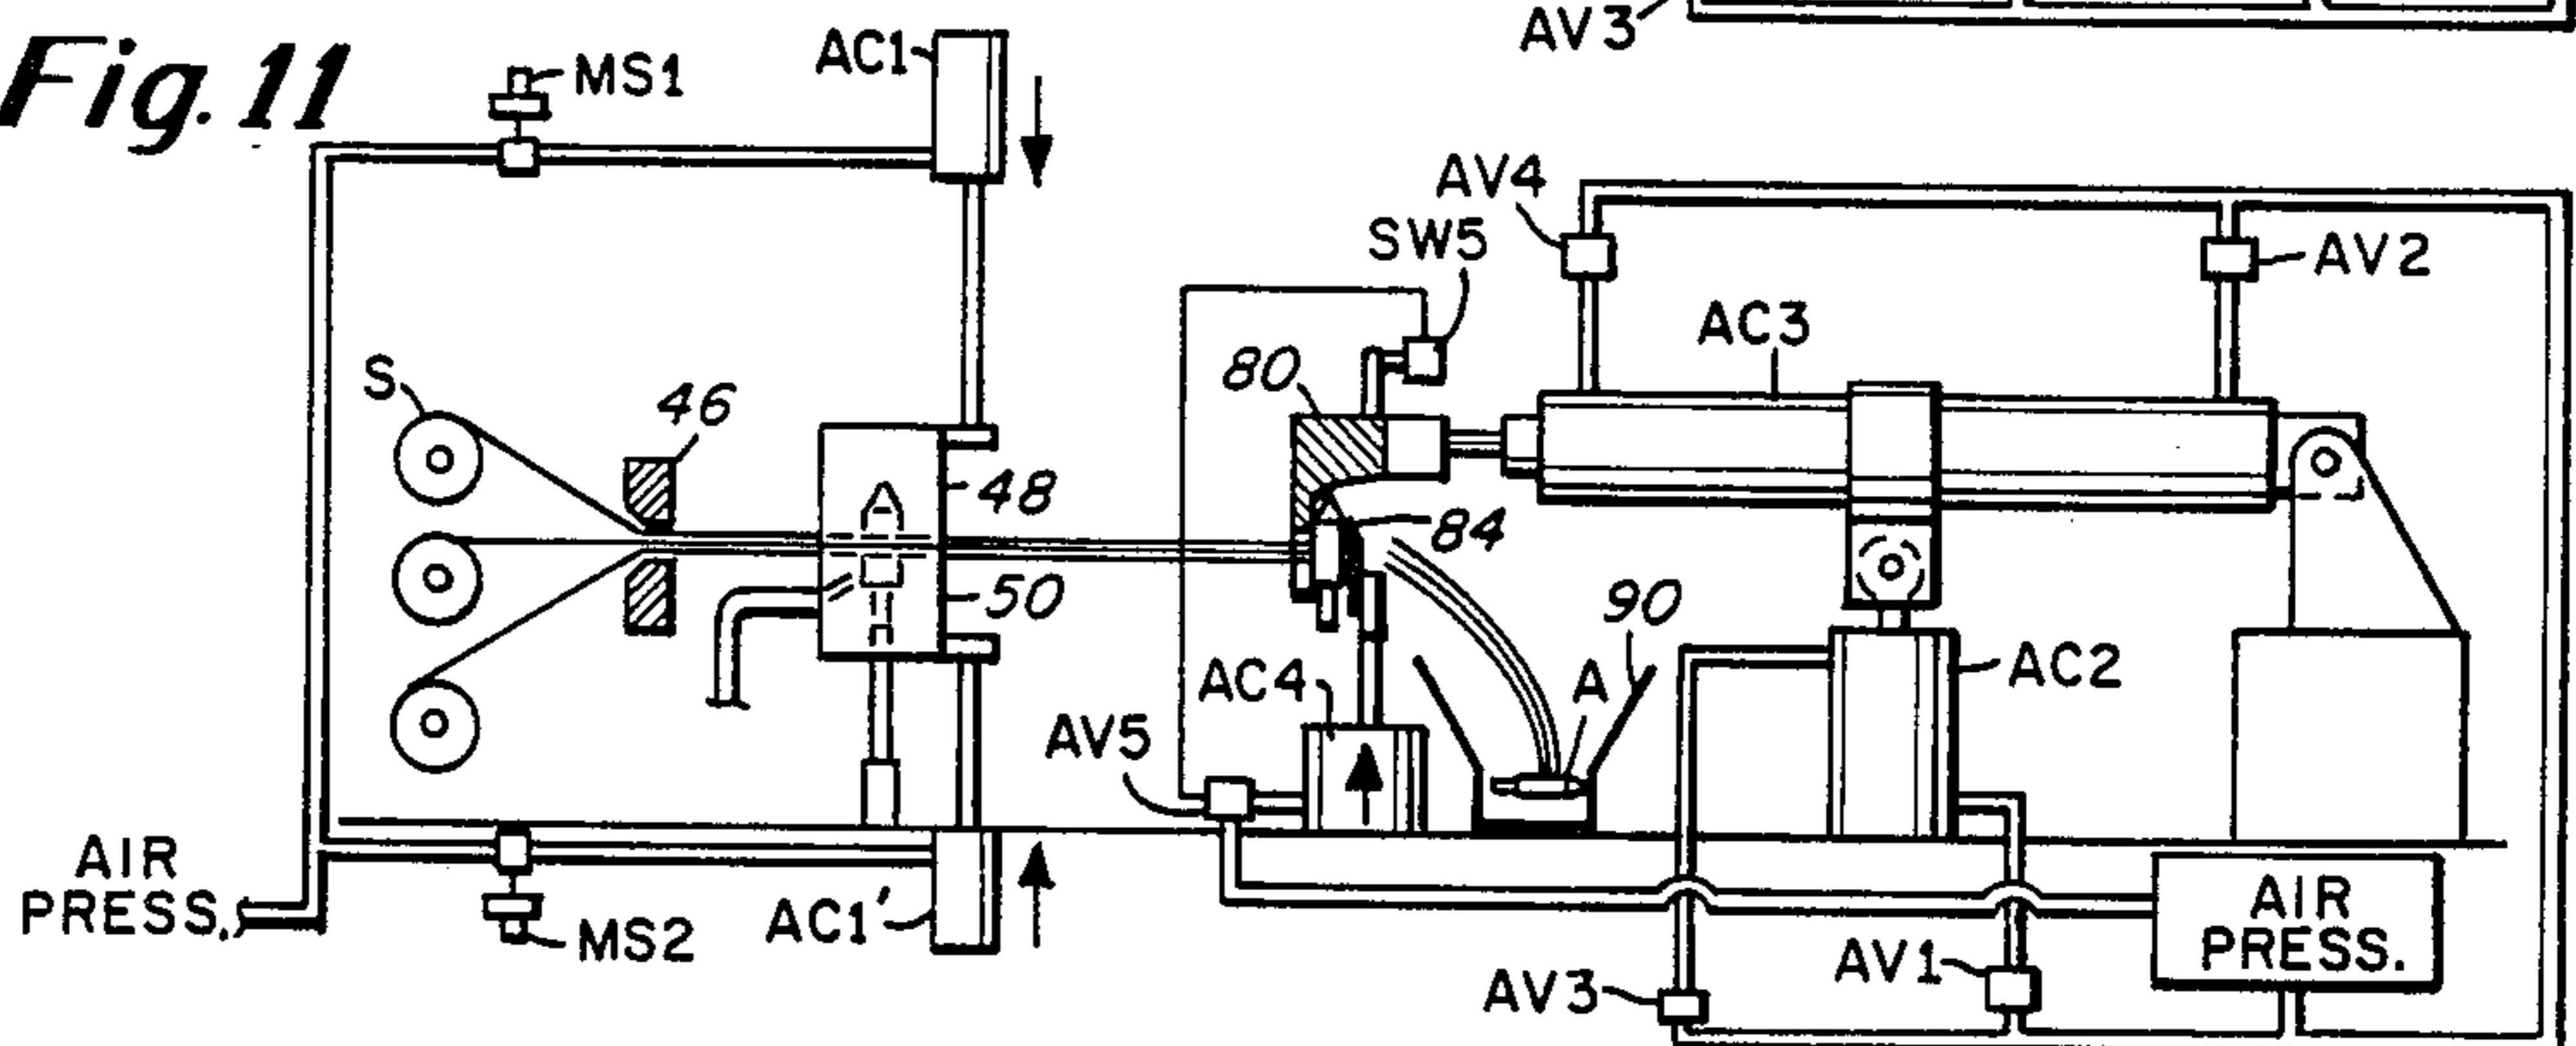 AV3
Fig. 11
MS1
AC1
AV4
SW5
AV2
AC3
S
46
80
48
84
50
90
A
AC4
AC2
AV5
AIR
PRESS.
MS2
AC1'
AV3
AV1
AIR
PRESS.